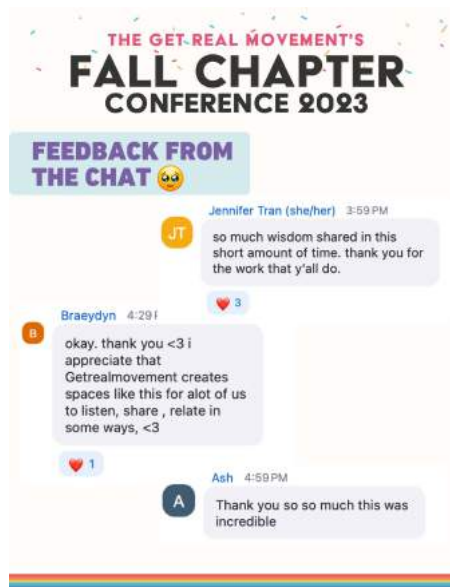 THE GET REAL MOVEMENT'S
FALL CHAPTER
CONFERENCE 2023
FEEDBACK FROM
THE CHAT
Jennifer Tran (she/her) 3:59 PM
JT
so much wisdom shared in this
short amount of time. thank you for
the work that y'all do.
3
Braeydyn 4:29
B
okay. thank you <3 i
appreciate that
Getrealmovement creates
spaces like this for alot of us
to listen, share , relate in
some ways, <3
1
Ash 4:59 PM
A
Thank you so so much this was
incredible